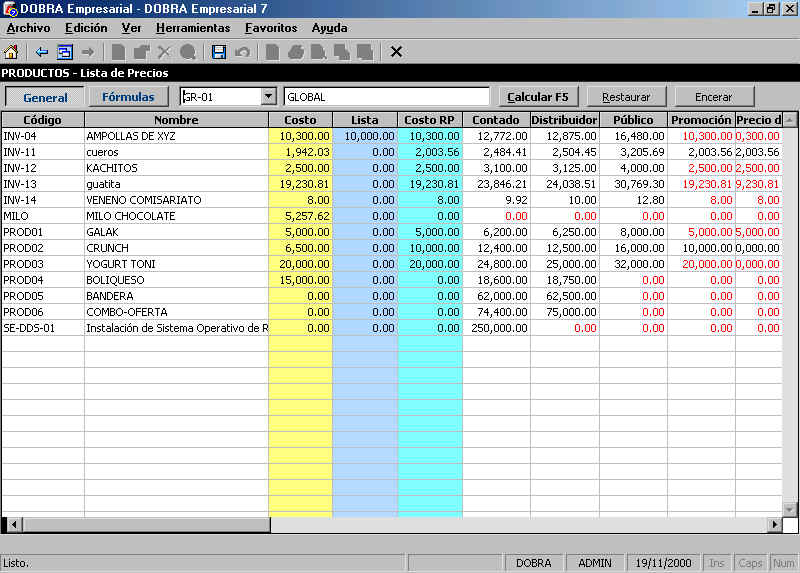 DOBRA Empresarial - DOBRA Empresarial 7
Archivo Edición Ver Herramientas Favoritos Ayuda
PRODUCTOS - Lista de Precios
General Fórmulas GR-01 GLOBAL Calcular F5 Restaurar Encerar
Código Nombre Costo Lista Costo RP Contado Distribuidor Público Promoción Precio d
INV-04 AMPOLLAS DE XYZ 10,300.00 10,000.00 10,300.00 12,772.00 12,875.00 16,480.00 10,300.00 0,300.00
INV-11 cueros 1,942.03 0.00 2,003.56 2,484.41 2,504.45 3,205.69 2,003.56 2,003.56
INV-12 KACHITOS 2,500.00 0.00 2,500.00 3,100.00 3,125.00 4,000.00 2,500.00 2,500.00
INV-13 guatita 19,230.81 0.00 19,230.81 23,846.21 24,038.51 30,769.30 19,230.81 9,230.81
INV-14 VENENO COMISARIATO 8.00 0.00 8.00 9.92 10.00 12.80 8.00 8.00
MILO MILO CHOCOLATE 5,257.62 0.00 0.00 0.00 0.00 0.00 0.00 0.00
PROD01 GALAK 5,000.00 0.00 5,000.00 6,200.00 6,250.00 8,000.00 5,000.00 5,000.00
PROD02 CRUNCH 6,500.00 0.00 10,000.00 12,400.00 12,500.00 16,000.00 10,000.00 0,000.00
PROD03 YOGURT TONI 20,000.00 0.00 20,000.00 24,800.00 25,000.00 32,000.00 20,000.00 0,000.00
PROD04 BOLIQUESO 15,000.00 0.00 0.00 18,600.00 18,750.00 0.00 0.00 0.00
PROD05 BANDERA 0.00 0.00 0.00 62,000.00 62,500.00 0.00 0.00 0.00
PROD06 COMBO-OFERTA 0.00 0.00 0.00 74,400.00 75,000.00 0.00 0.00 0.00
SE-DDS-01 Instalación de Sistema Operativo de R 0.00 0.00 0.00 250,000.00 0.00 0.00 0.00 0.00
Listo. DOBRA ADMIN 19/11/2000 Ins Caps Num